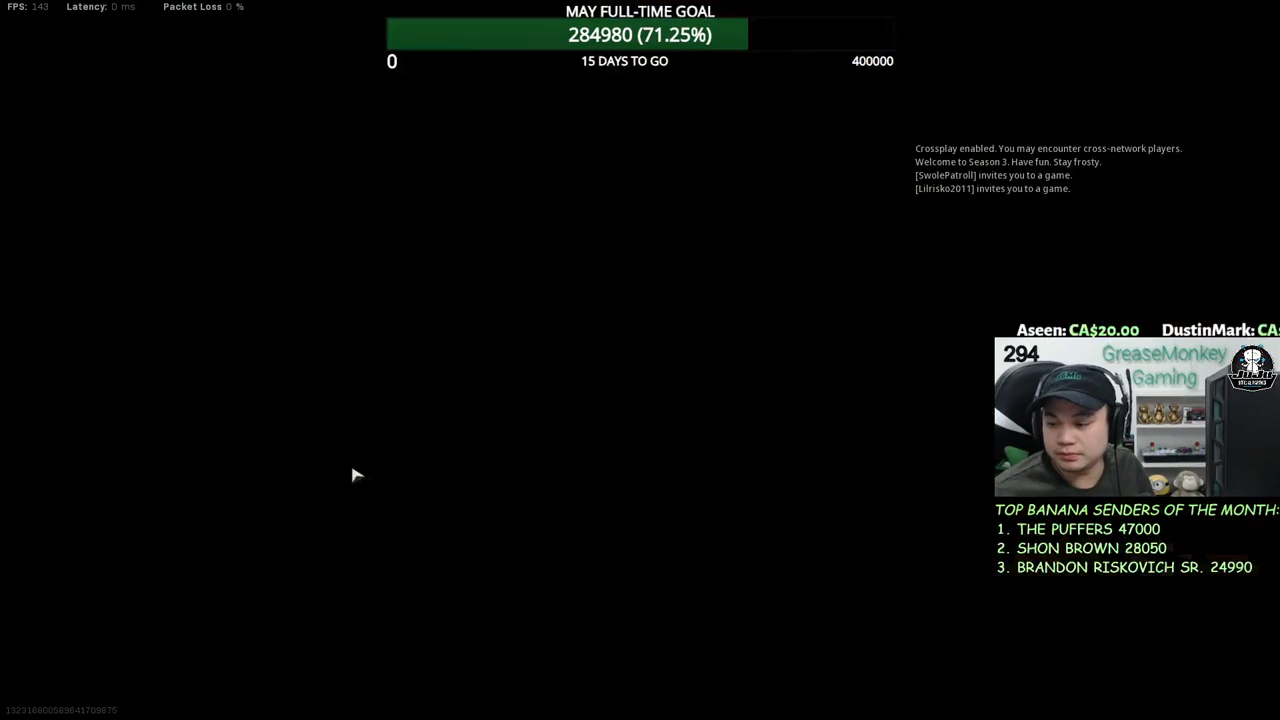 FPS: 143 Latency: 0 ms Packet Loss 0 %
MAY FULL-TIME GOAL
284980 (71.25%)
0 15 DAYS TO GO 400000
Crossplay enabled. You may encounter cross-network players.
Welcome to Season 3. Have fun. Stay frosty.
[SwolePatroll] invites you to a game.
[Lilrisko2011] invites you to a game.
Aseen: CA$20.00 DustinMark: CA$
294
GreaseMonkey
Gaming
TOP BANANA SENDERS OF THE MONTH:
1. THE PUFFERS 47000
2. SHON BROWN 28050
3. BRANDON RISKOVICH SR. 24990